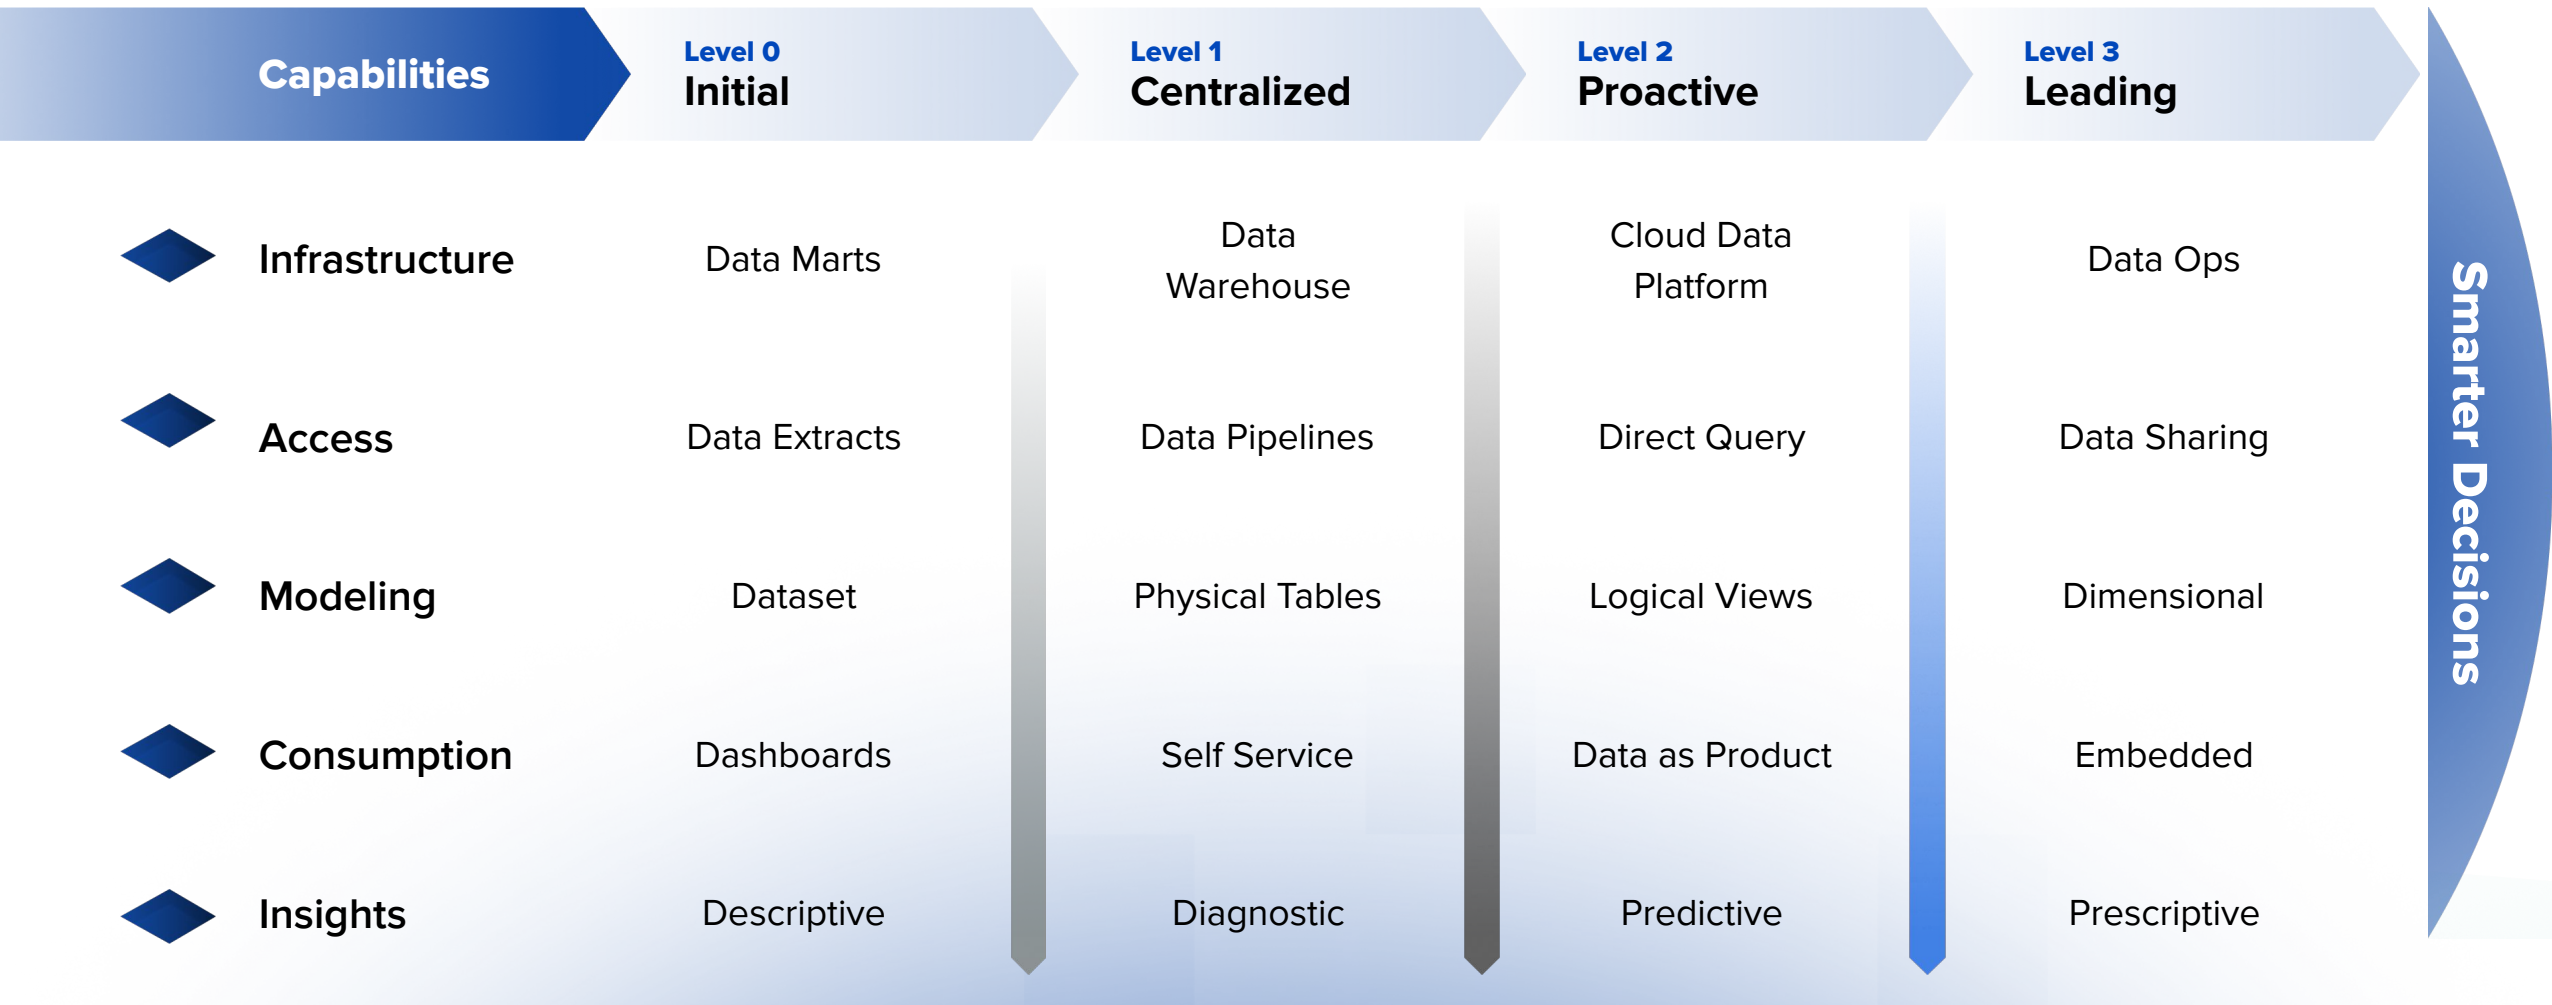 Capabilities
Level 0
Initial
Level 1
Centralized
Level 2
Proactive
Level 3
Leading
Infrastructure
Data Marts
Data
Warehouse
Cloud Data
Platform
Data Ops
Access
Data Extracts
Data Pipelines
Direct Query
Data Sharing
Modeling
Dataset
Physical Tables
Logical Views
Dimensional
Consumption
Dashboards
Self Service
Data as Product
Embedded
Insights
Descriptive
Diagnostic
Predictive
Prescriptive
Smarter Decisions